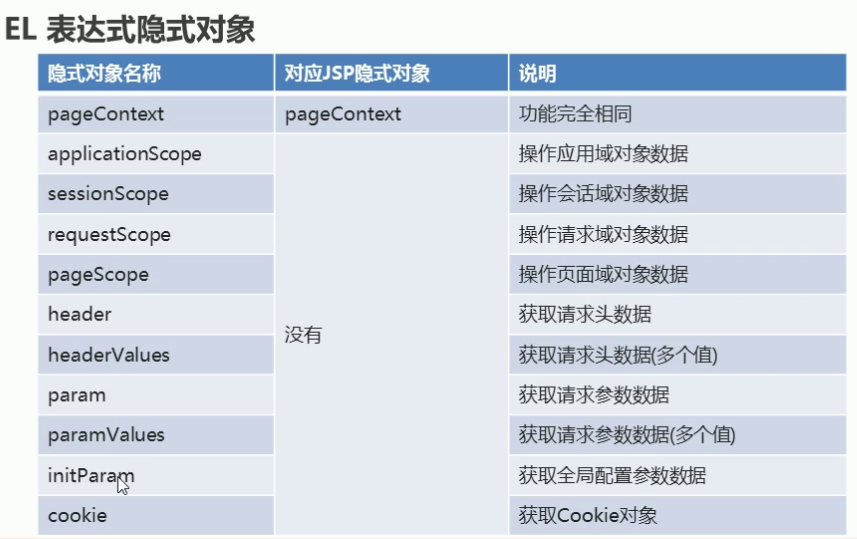 EL 表达式隐式对象
隐式对象名称 对应JSP隐式对象 说明
pageContext pageContext 功能完全相同
applicationScope 操作应用域对象数据
sessionScope 操作会话域对象数据
requestScope 操作请求域对象数据
pageScope 操作页面域对象数据
header 获取请求头数据
没有
headerValues 获取请求头数据(多个值)
param 获取请求参数数据
paramValues 获取请求参数数据(多个值)
initParam 获取全局配置参数数据
cookie 获取Cookie对象